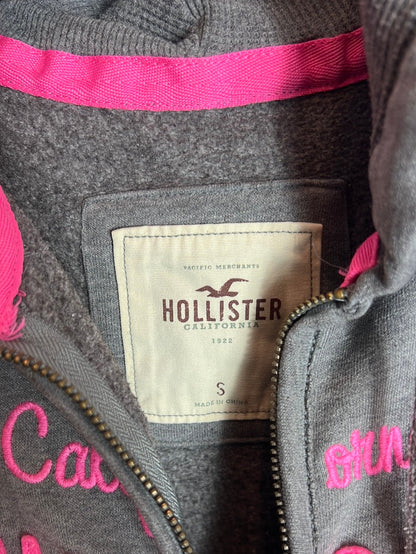 PACIFIC MERCHANTS
HOLLISTER
CALIFORNIA
1922
S
MADE IN CHINA